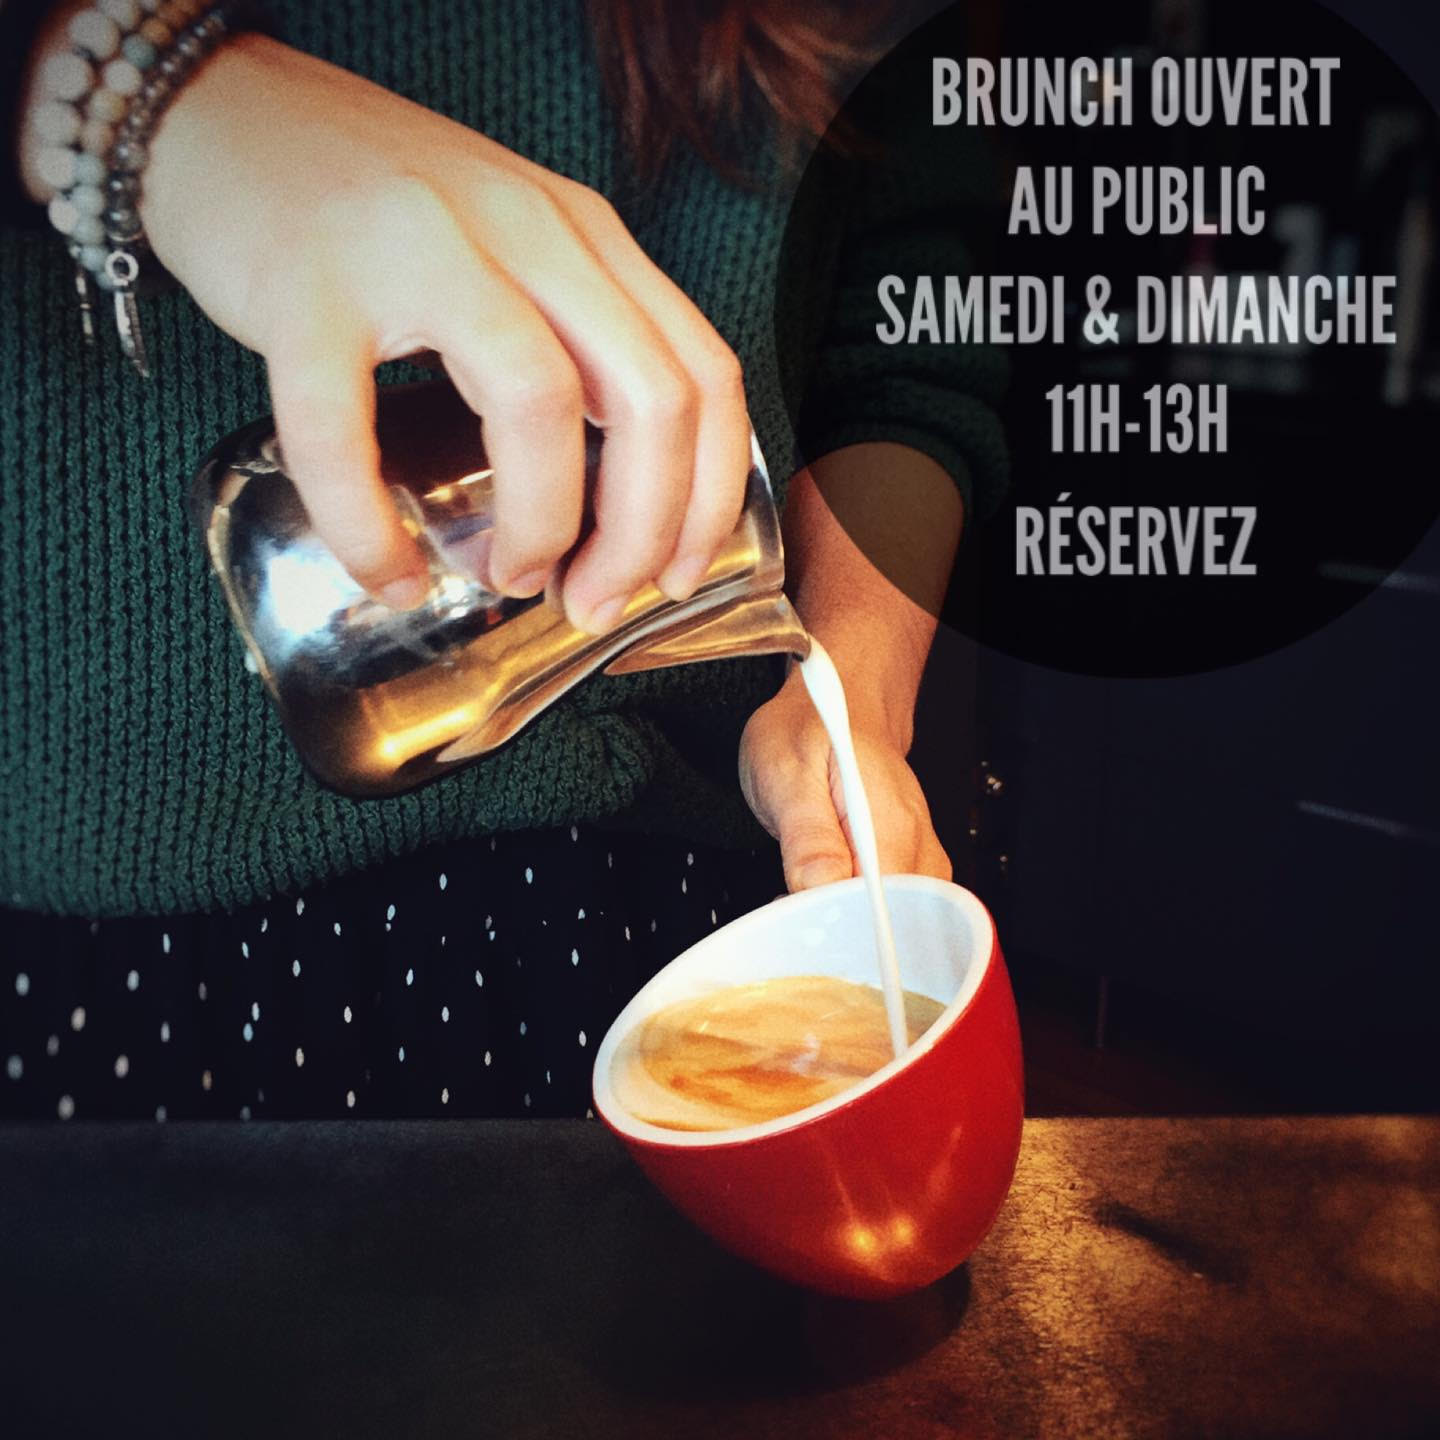 BRUNCH OUVERT
AU PUBLIC
SAMEDI & DIMANCHE
11H-13H
RÉSERVEZ